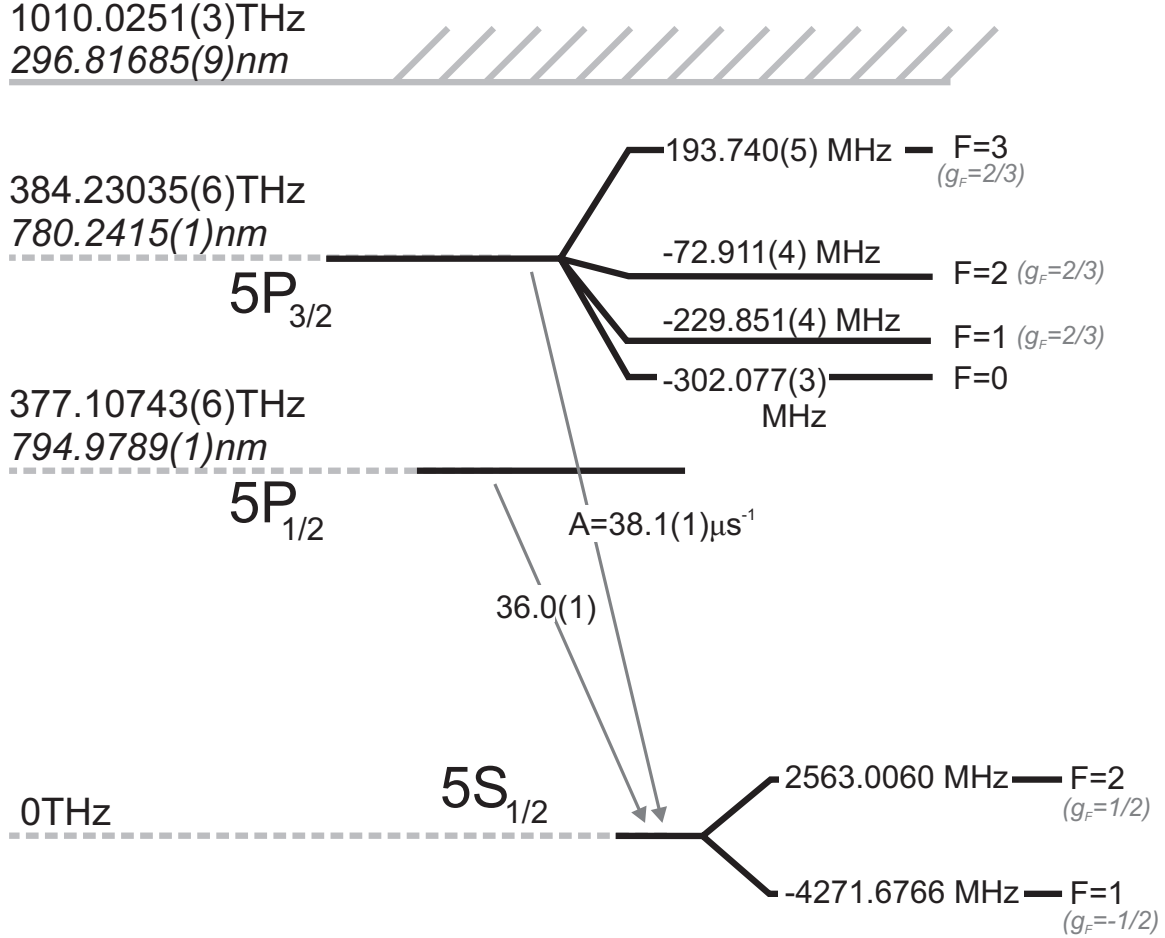 1010.0251(3)THz
296.81685(9)nm
193.740(5) MHz
F=3
(gF=2/3)
384.23035(6)THz
780.2415(1)nm
5P3/2
-72.911(4) MHz
F=2 (gF=2/3)
-229.851(4) MHz
F=1 (gF=2/3)
-302.077(3)
MHz
F=0
377.10743(6)THz
794.9789(1)nm
5P1/2
A=38.1(1)μs-1
36.0(1)
5S1/2
0THz
2563.0060 MHz
F=2
(gF=1/2)
-4271.6766 MHz
F=1
(gF=-1/2)